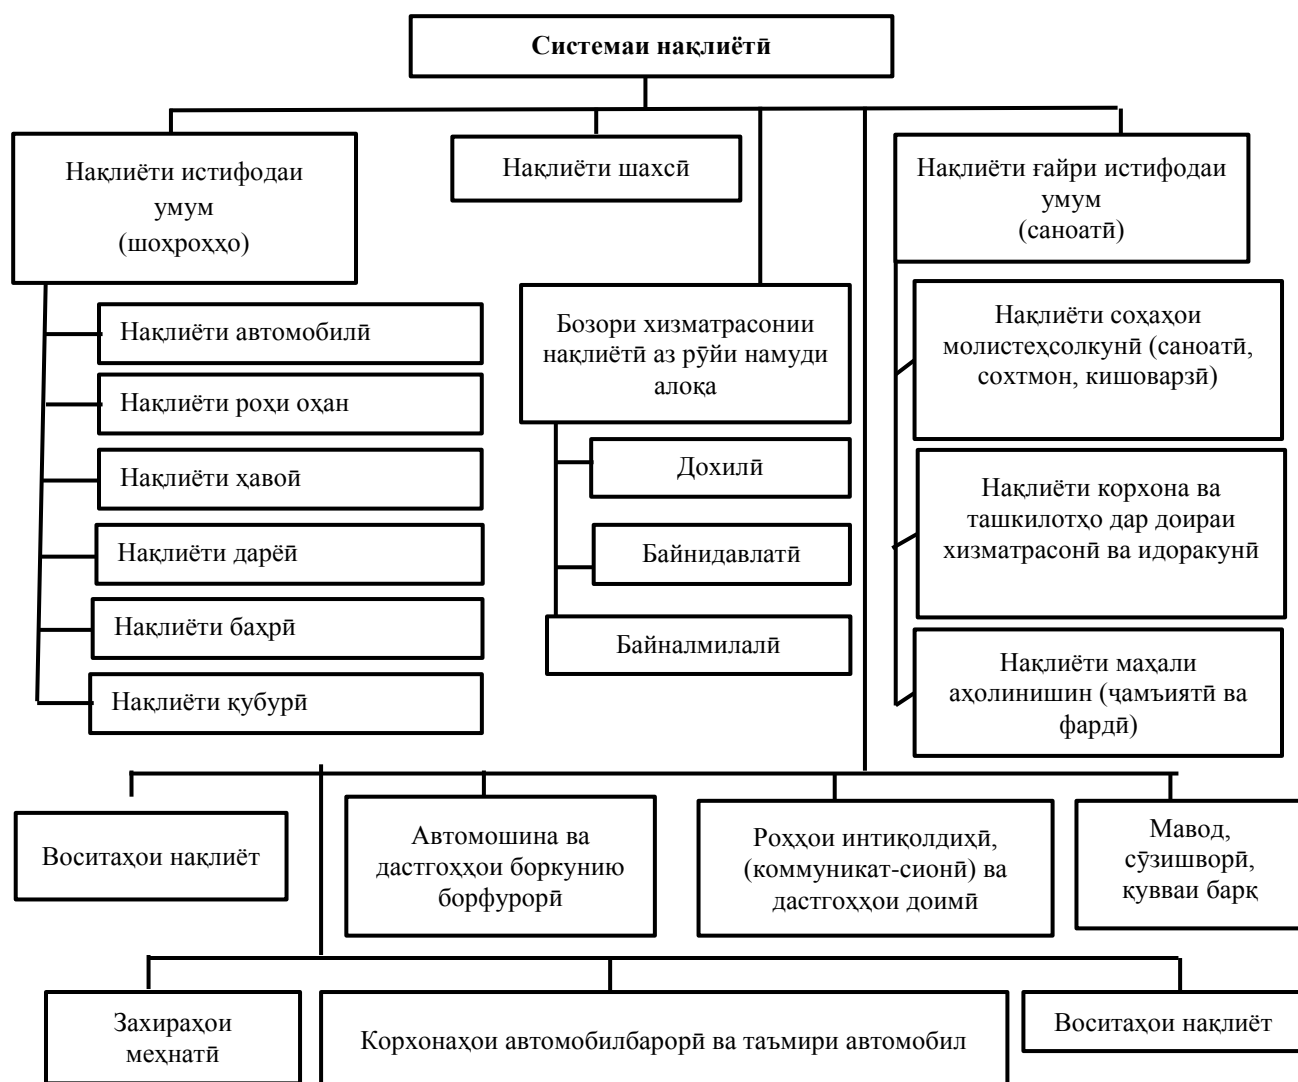 Системаи нақлиётӣ
Нақлиёти истифодаи
умум
(шоҳроҳҳо)
Нақлиёти шахсӣ
Нақлиёти ғайри истифодаи
умум
(саноатӣ)
Нақлиёти автомобилӣ
Нақлиёти роҳи оҳан
Нақлиёти ҳавоӣ
Нақлиёти дарёӣ
Нақлиёти баҳрӣ
Нақлиёти қубурӣ
Бозори хизматрасонии
нақлиётӣ аз рӯйи намуди
алоқа
Дохилӣ
Байнидавлатӣ
Байналмилалӣ
Нақлиёти соҳаҳои
молистеҳсолкунӣ (саноатӣ,
сохтмон, кишоварзӣ)
Нақлиёти корхона ва
ташкилотҳо дар доираи
хизматрасонӣ ва идоракунӣ
Нақлиёти маҳали
аҳолинишин (ҷамъиятӣ ва
фардӣ)
Воситаҳои нақлиёт
Автомошина ва
дастгоҳҳои боркунию
борфурорӣ
Роҳҳои интиқолдиҳӣ,
(коммуникат-сионӣ) ва
дастгоҳҳои доимӣ
Мавод,
сӯзишворӣ,
қувваи барқ
Захираҳои
меҳнатӣ
Корхонаҳои автомобилбарорӣ ва таъмири автомобил
Воситаҳои нақлиёт